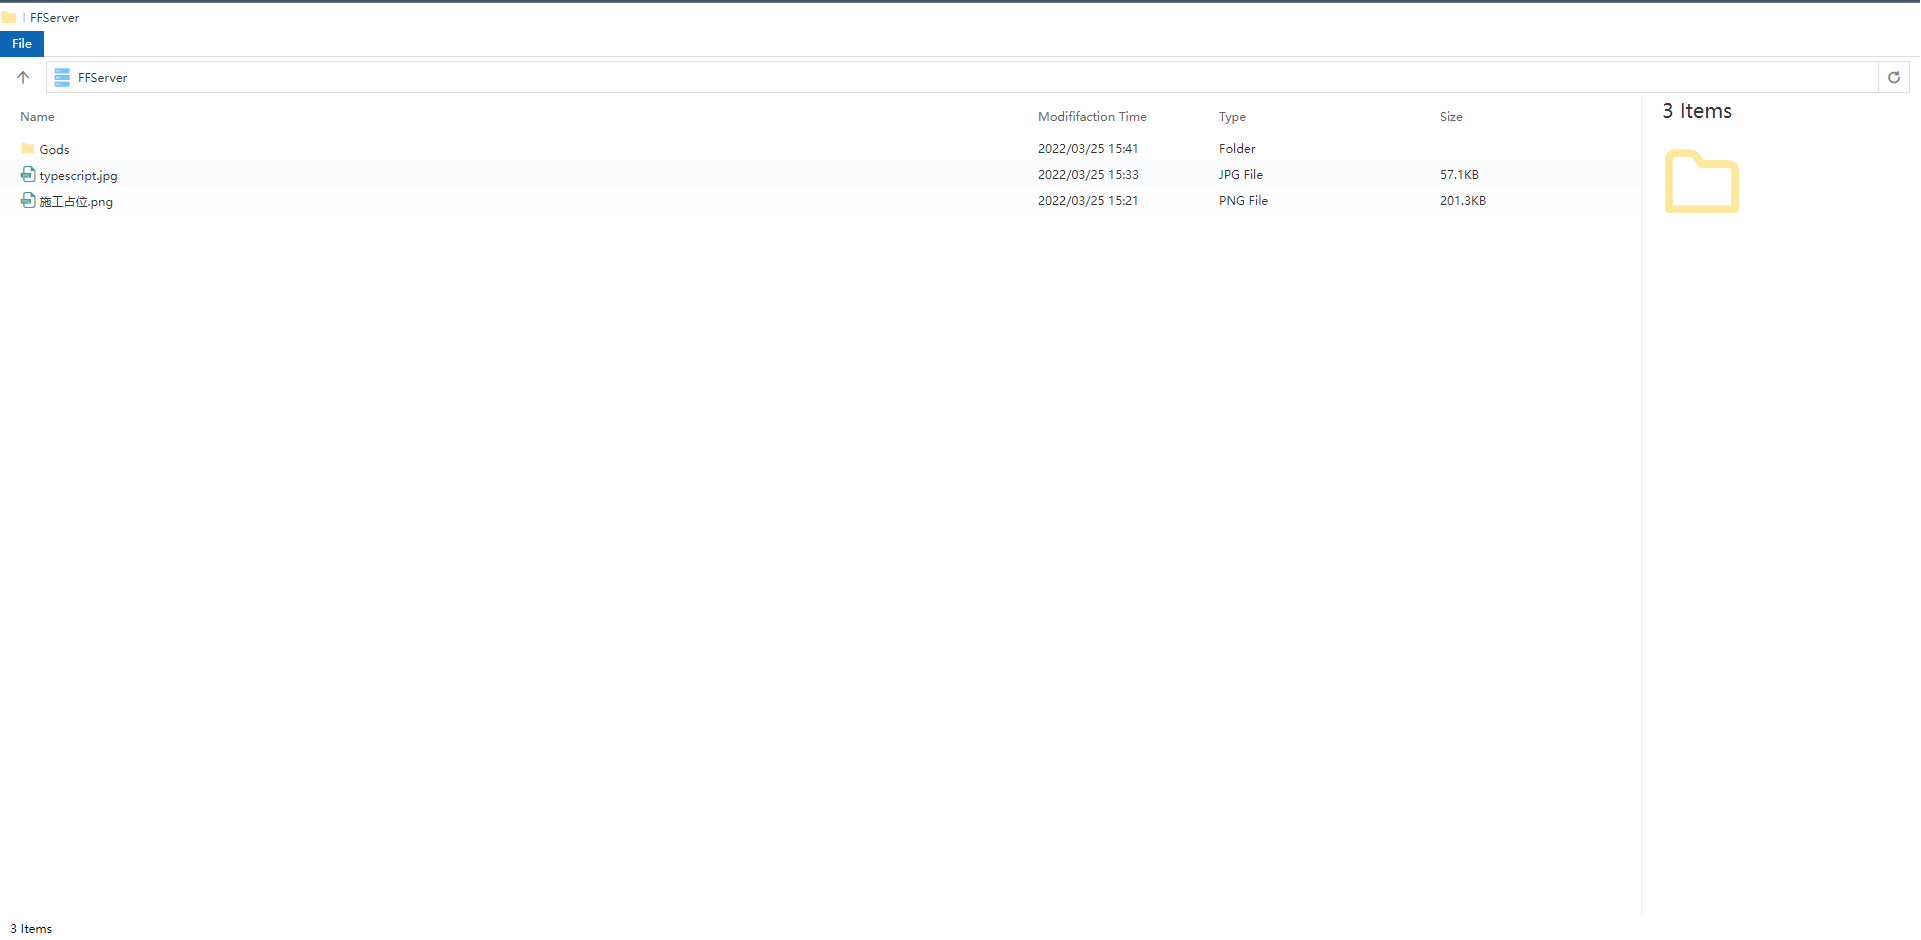 FFServer
File
FFServer
Name Modififaction Time Type Size
Gods 2022/03/25 15:41 Folder
typescript.jpg 2022/03/25 15:33 JPG File 57.1KB
施工占位.png 2022/03/25 15:21 PNG File 201.3KB
3 Items
3 Items